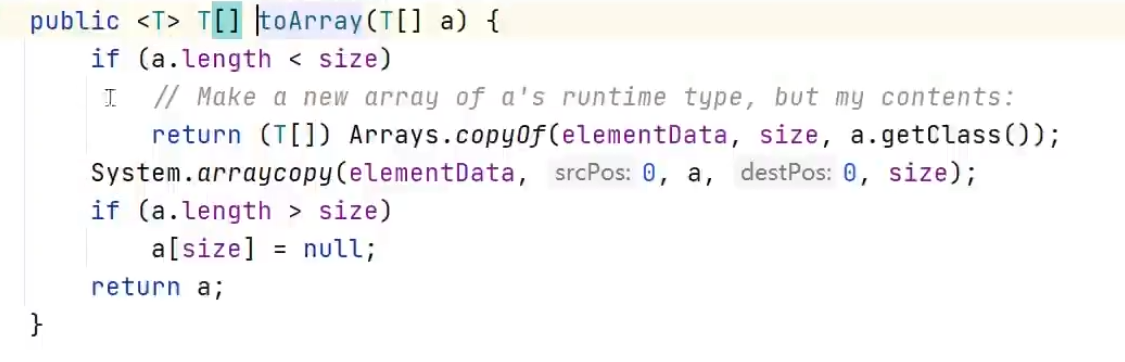 public <T> T[] toArray(T[] a) {
if (a.length < size)
// Make a new array of a's runtime type, but my contents:
return (T[]) Arrays.copyOf(elementData, size, a.getClass());
System.arraycopy(elementData, srcPos: 0, a, destPos: 0, size);
if (a.length > size)
a[size] = null;
return a;
}